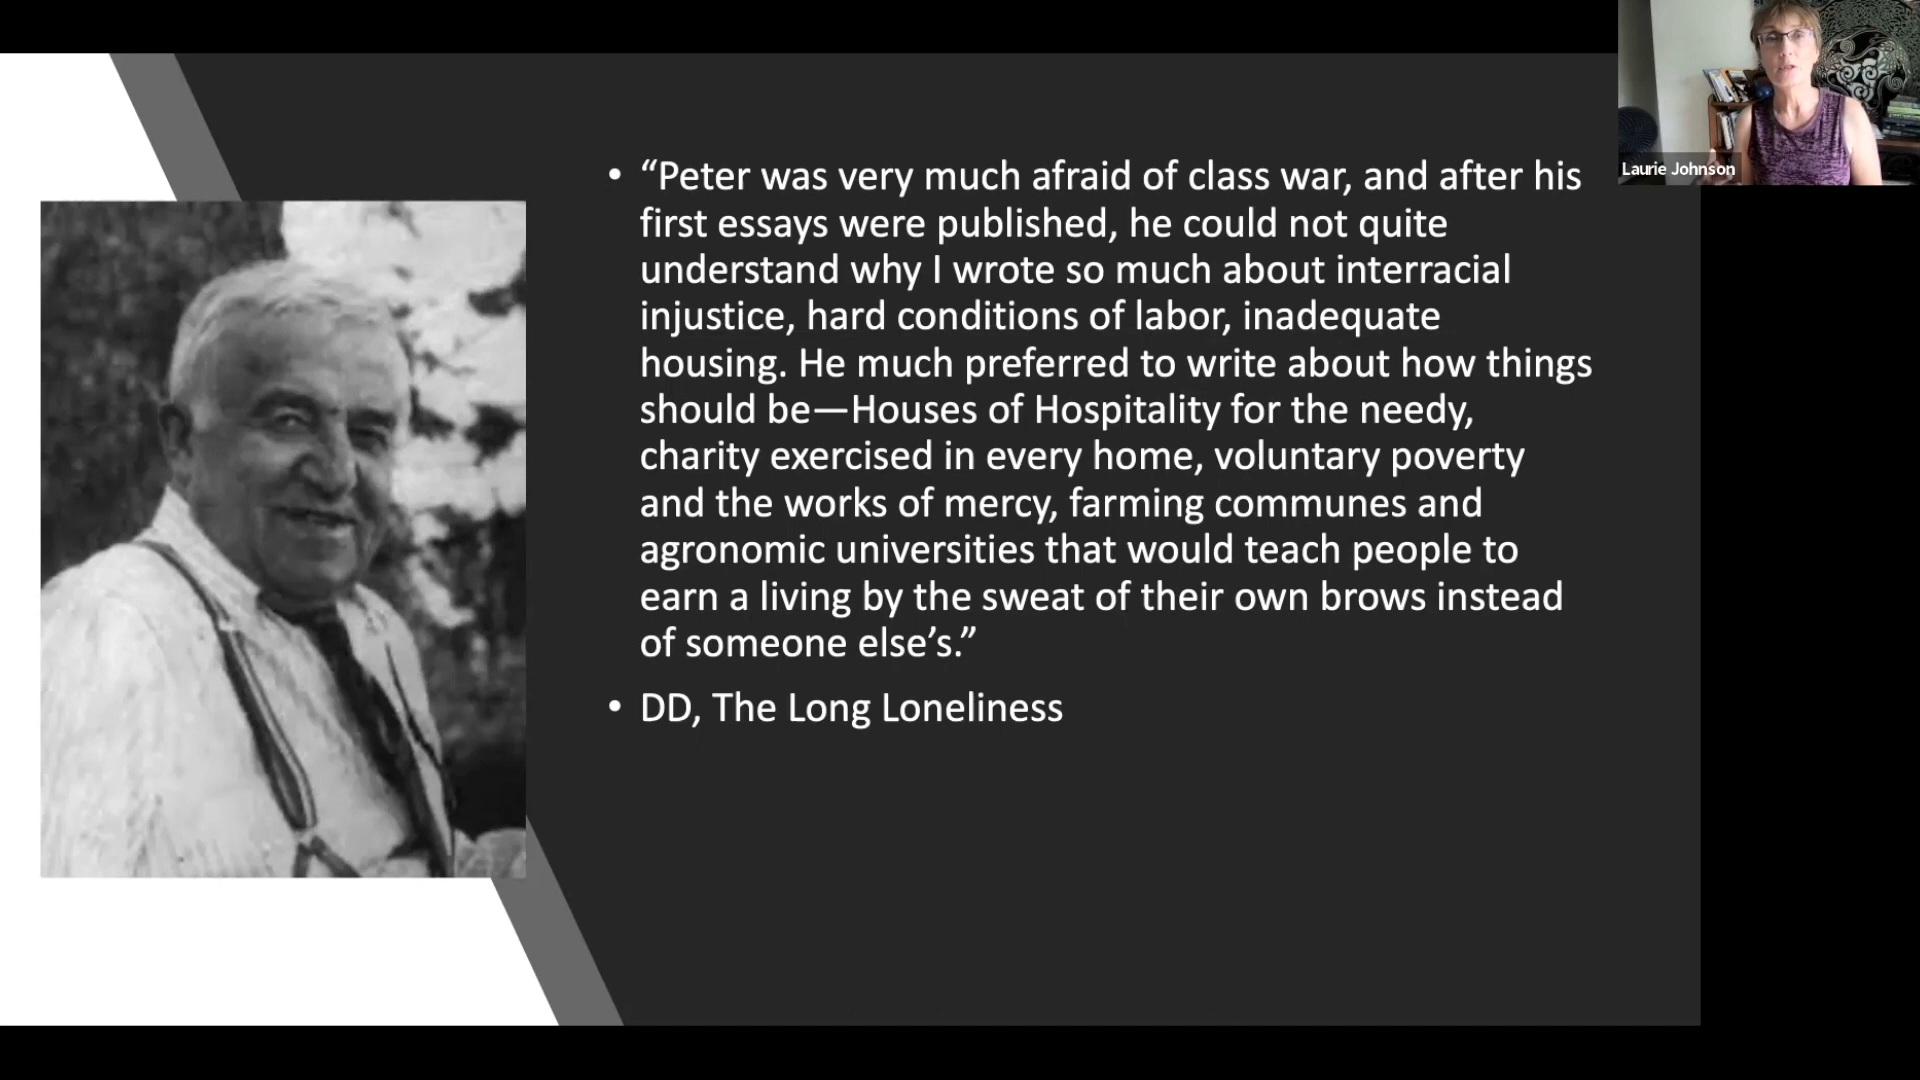 Laurie Johnson
• “Peter was very much afraid of class war, and after his
first essays were published, he could not quite
understand why I wrote so much about interracial
injustice, hard conditions of labor, inadequate
housing. He much preferred to write about how things
should be—Houses of Hospitality for the needy,
charity exercised in every home, voluntary poverty
and the works of mercy, farming communes and
agronomic universities that would teach people to
earn a living by the sweat of their own brows instead
of someone else’s.”
• DD, The Long Loneliness